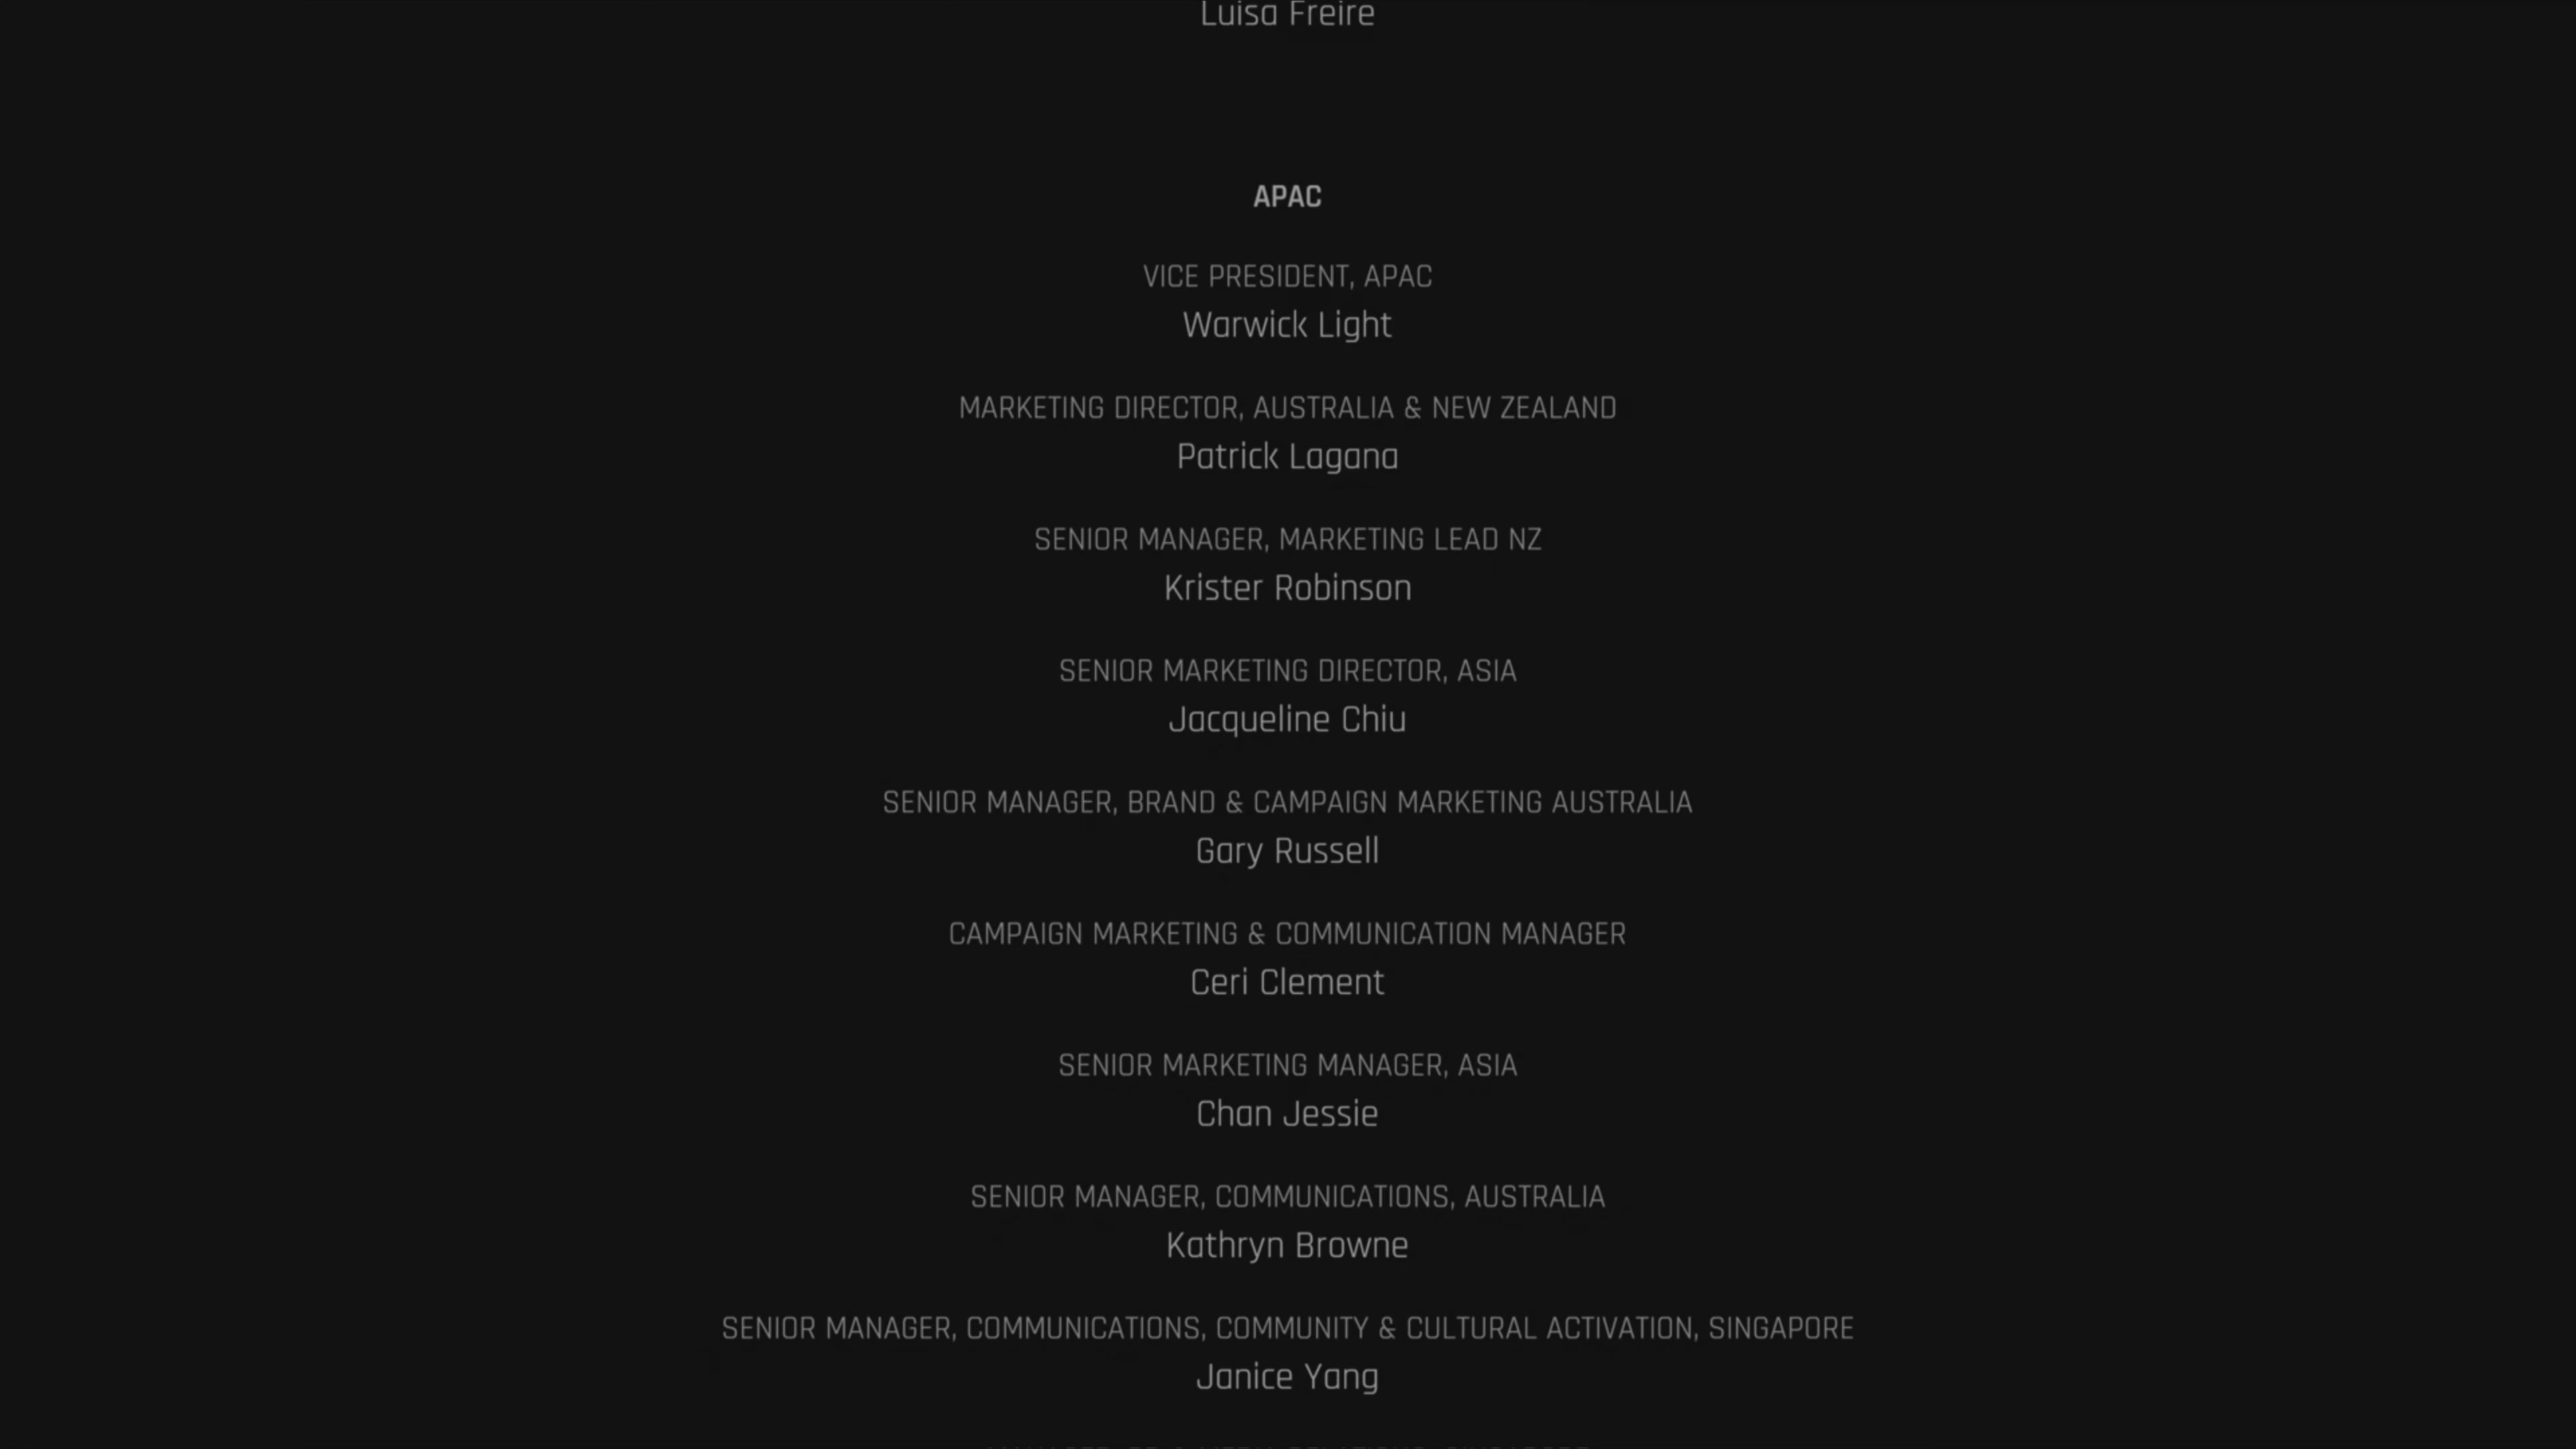 Luisa Freire
APAC
VICE PRESIDENT, APAC
Warwick Light
MARKETING DIRECTOR, AUSTRALIA & NEW ZEALAND
Patrick Lagana
SENIOR MANAGER, MARKETING LEAD NZ
Krister Robinson
SENIOR MARKETING DIRECTOR, ASIA
Jacqueline Chiu
SENIOR MANAGER, BRAND & CAMPAIGN MARKETING AUSTRALIA
Gary Russell
CAMPAIGN MARKETING & COMMUNICATION MANAGER
Ceri Clement
SENIOR MARKETING MANAGER, ASIA
Chan Jessie
SENIOR MANAGER, COMMUNICATIONS, AUSTRALIA
Kathryn Browne
SENIOR MANAGER, COMMUNICATIONS, COMMUNITY & CULTURAL ACTIVATION, SINGAPORE
Janice Yang